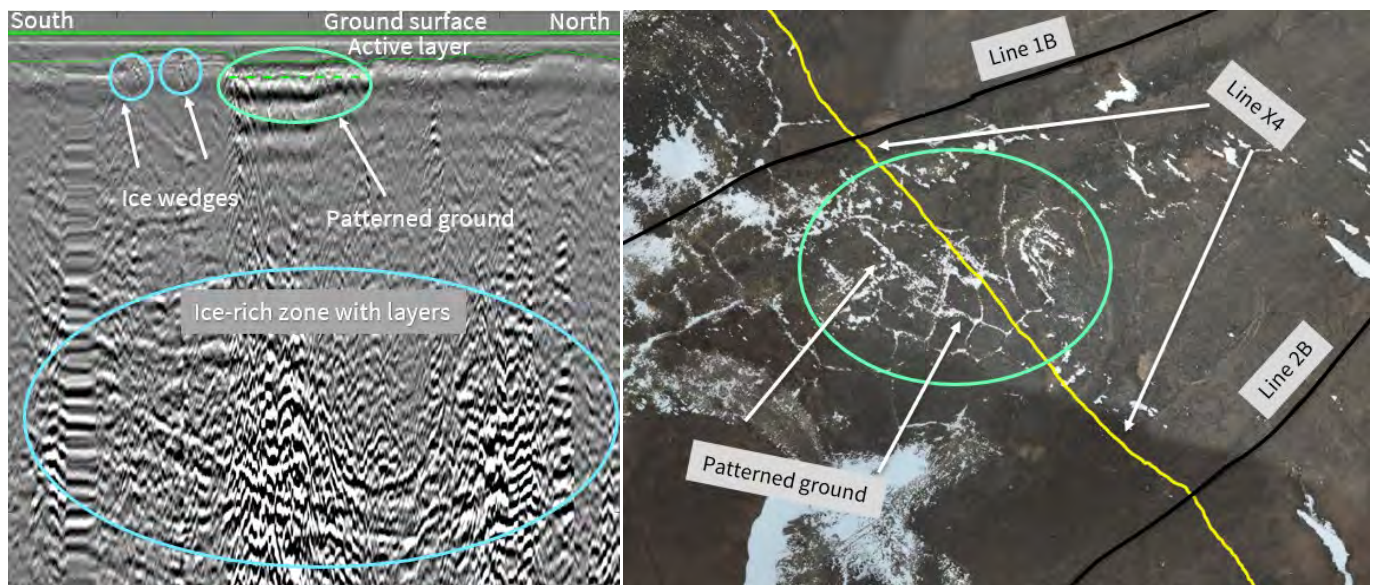 South
Ground surface
North
Active layer
Ice wedges
Patterned ground
Ice-rich zone with layers
Line 1B
Line X4
Line 2B
Patterned ground